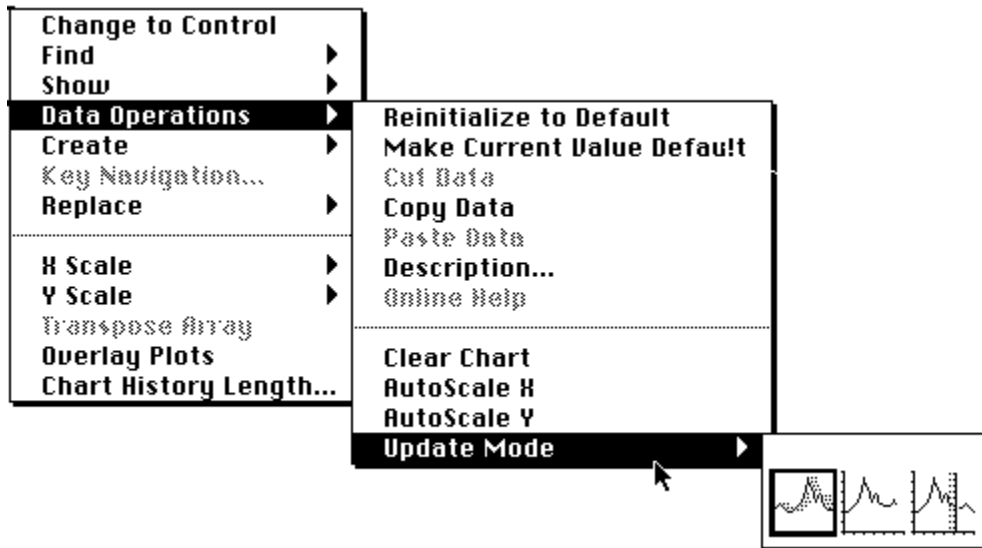 Change to Control
Find
Show
Data Operations
Create
Key Navigation...
Replace
X Scale
Y Scale
Transpose Array
Overlay Plots
Chart History Length...
Reinitialize to Default
Make Current Value Default
Cut Data
Copy Data
Paste Data
Description...
Online Help
Clear Chart
AutoScale X
AutoScale Y
Update Mode